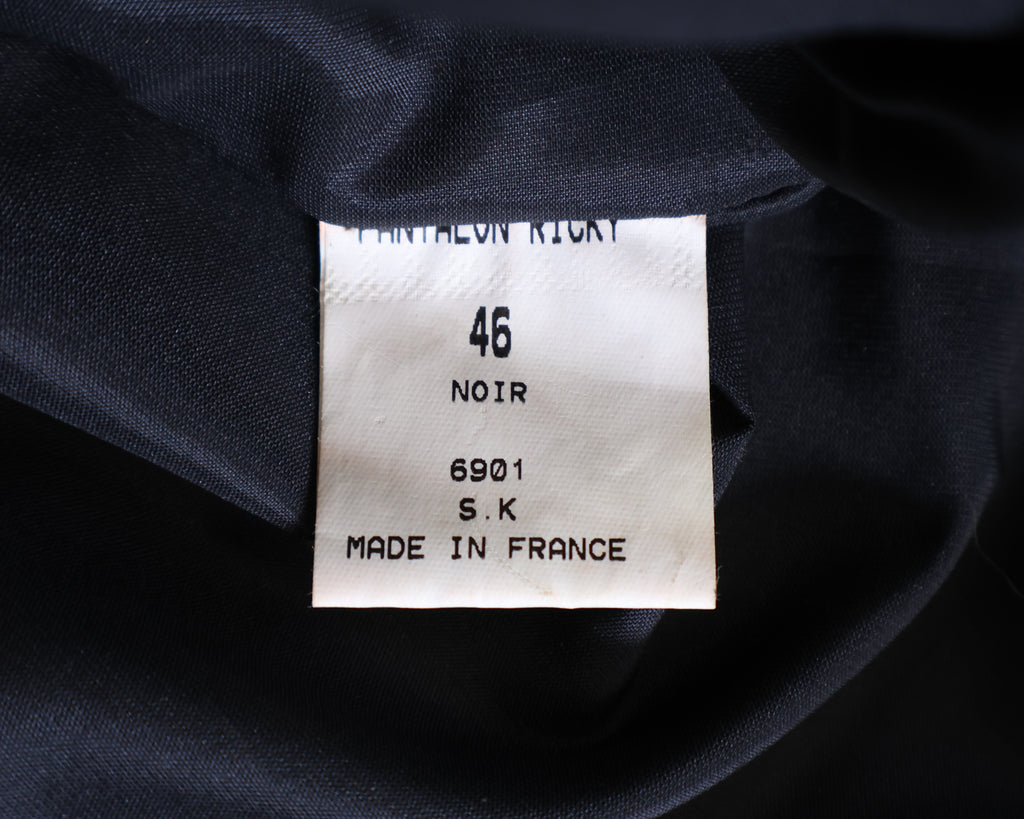 PANTALON RICKY
46
NOIR
6901
S.K
MADE IN FRANCE